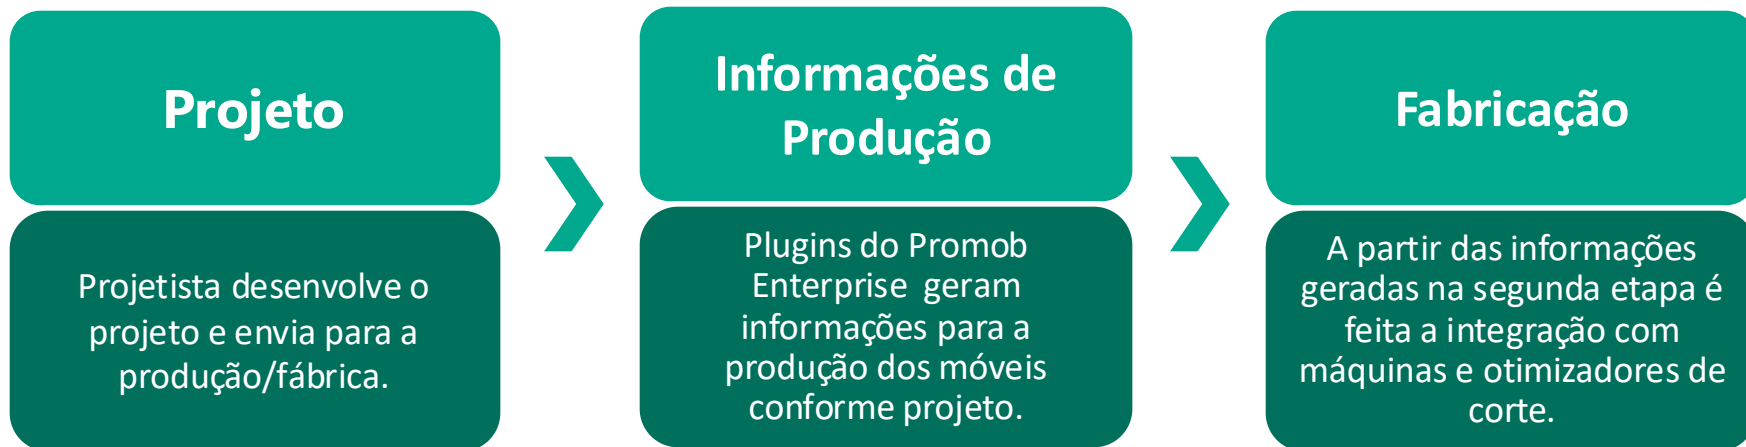 Projeto
Projetista desenvolve o
projeto e envia para a
produção/fábrica.
Informações de
Produção
Plugins do Promob
Enterprise  geram
informações para a
produção dos móveis
conforme projeto.
Fabricação
A partir das informações
geradas na segunda etapa é
feita a integração com
máquinas e otimizadores de
corte.